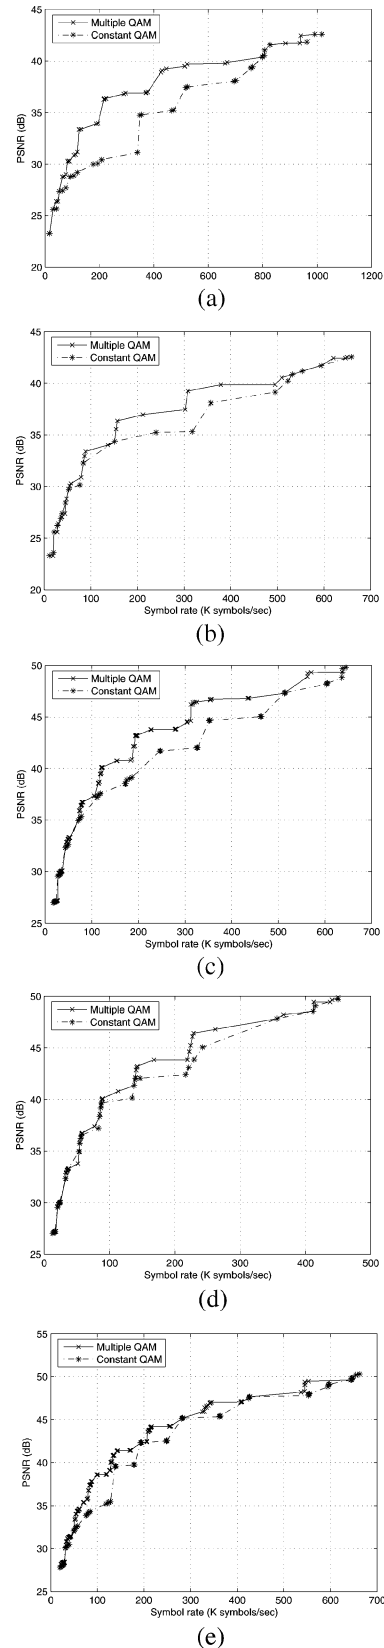 45
40
35
30
25
20
PSNR (dB)
Multiple QAM
Constant QAM
0 200 400 600 800 1000 1200
(a)
45
40
35
30
25
20
PSNR (dB)
Multiple QAM
Constant QAM
0 100 200 300 400 500 600 700
Symbol rate (K symbols/sec)
(b)
50
45
40
35
30
25
PSNR (dB)
Multiple QAM
Constant QAM
0 100 200 300 400 500 600 700
Symbol rate (K symbols/sec)
(c)
50
45
40
35
30
25
PSNR (dB)
Multiple QAM
Constant QAM
0 100 200 300 400 500
Symbol rate (K symbols/sec)
(d)
55
50
45
40
35
30
25
PSNR (dB)
Multiple QAM
Constant QAM
0 100 200 300 400 500 600 700
Symbol rate (K symbols/sec)
(e)